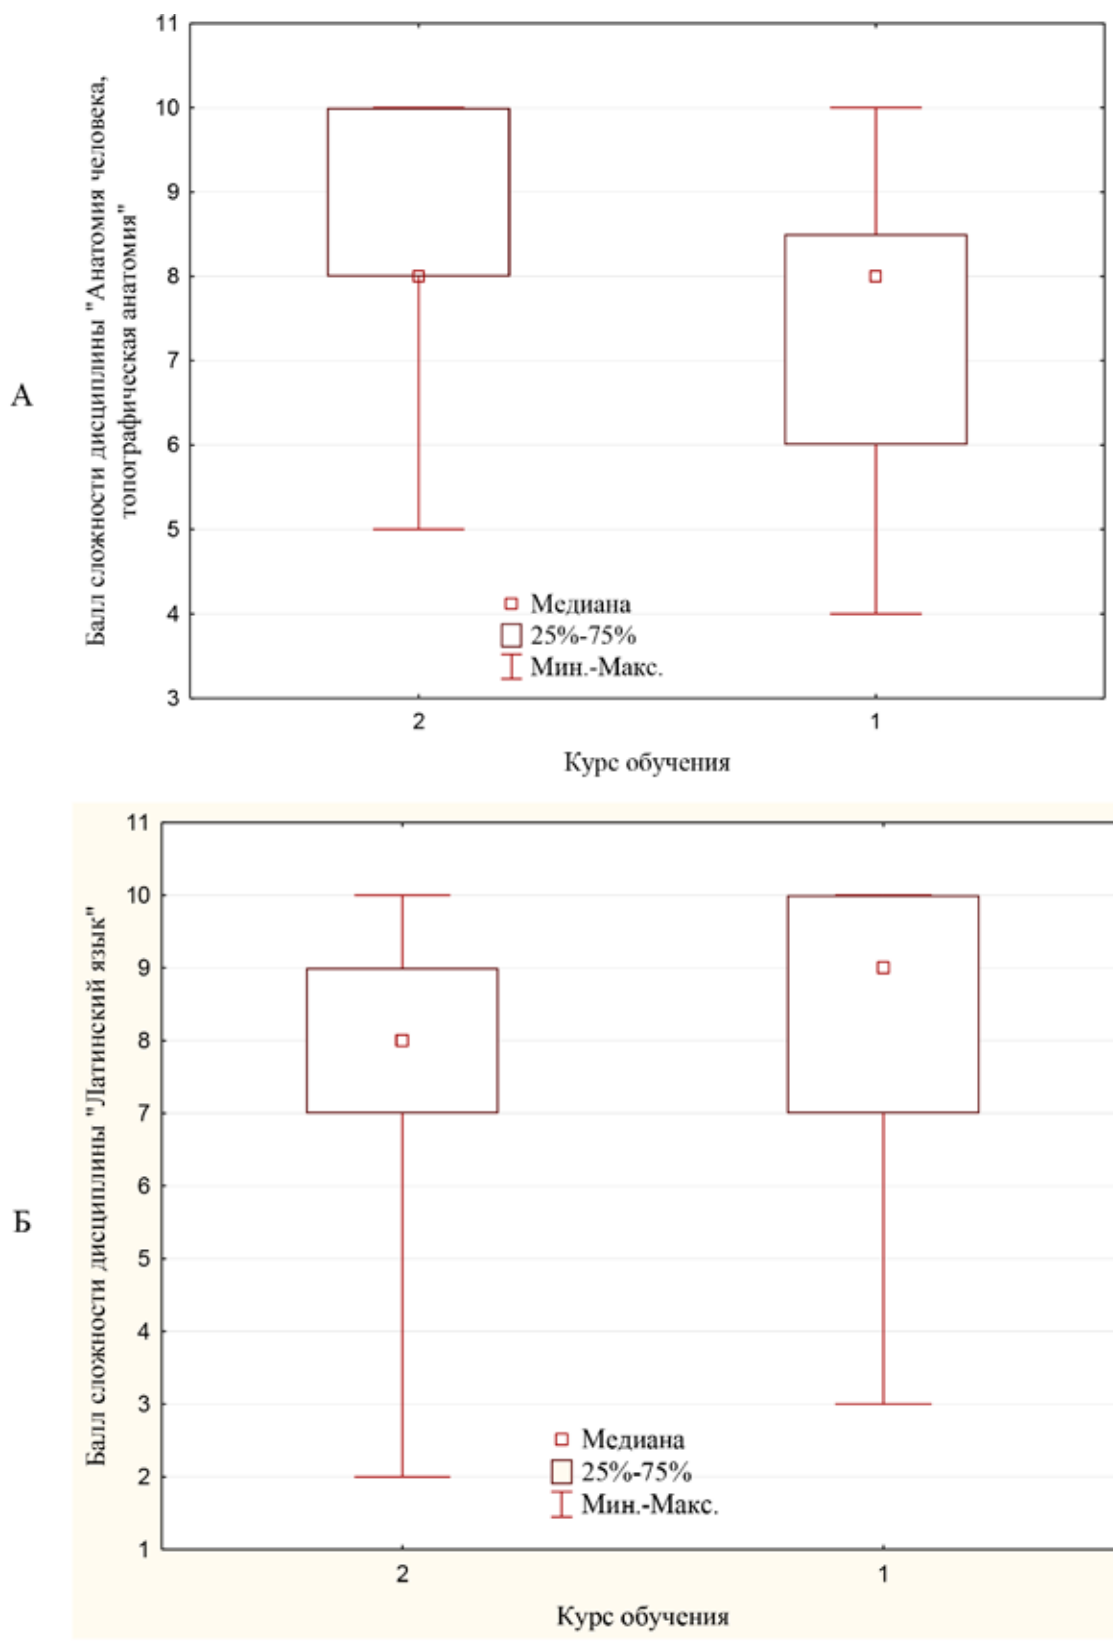 Балл сложности дисциплины "Анатомия человека,
топографическая анатомия"
А
11
10
9
8
7
6
5
4
3
Медиана
25%-75%
Мин.-Макс.
2 1
Курс обучения
Балл сложности дисциплины "Латинский язык"
Б
11
10
9
8
7
6
5
4
3
2
1
Медиана
25%-75%
Мин.-Макс.
2 1
Курс обучения